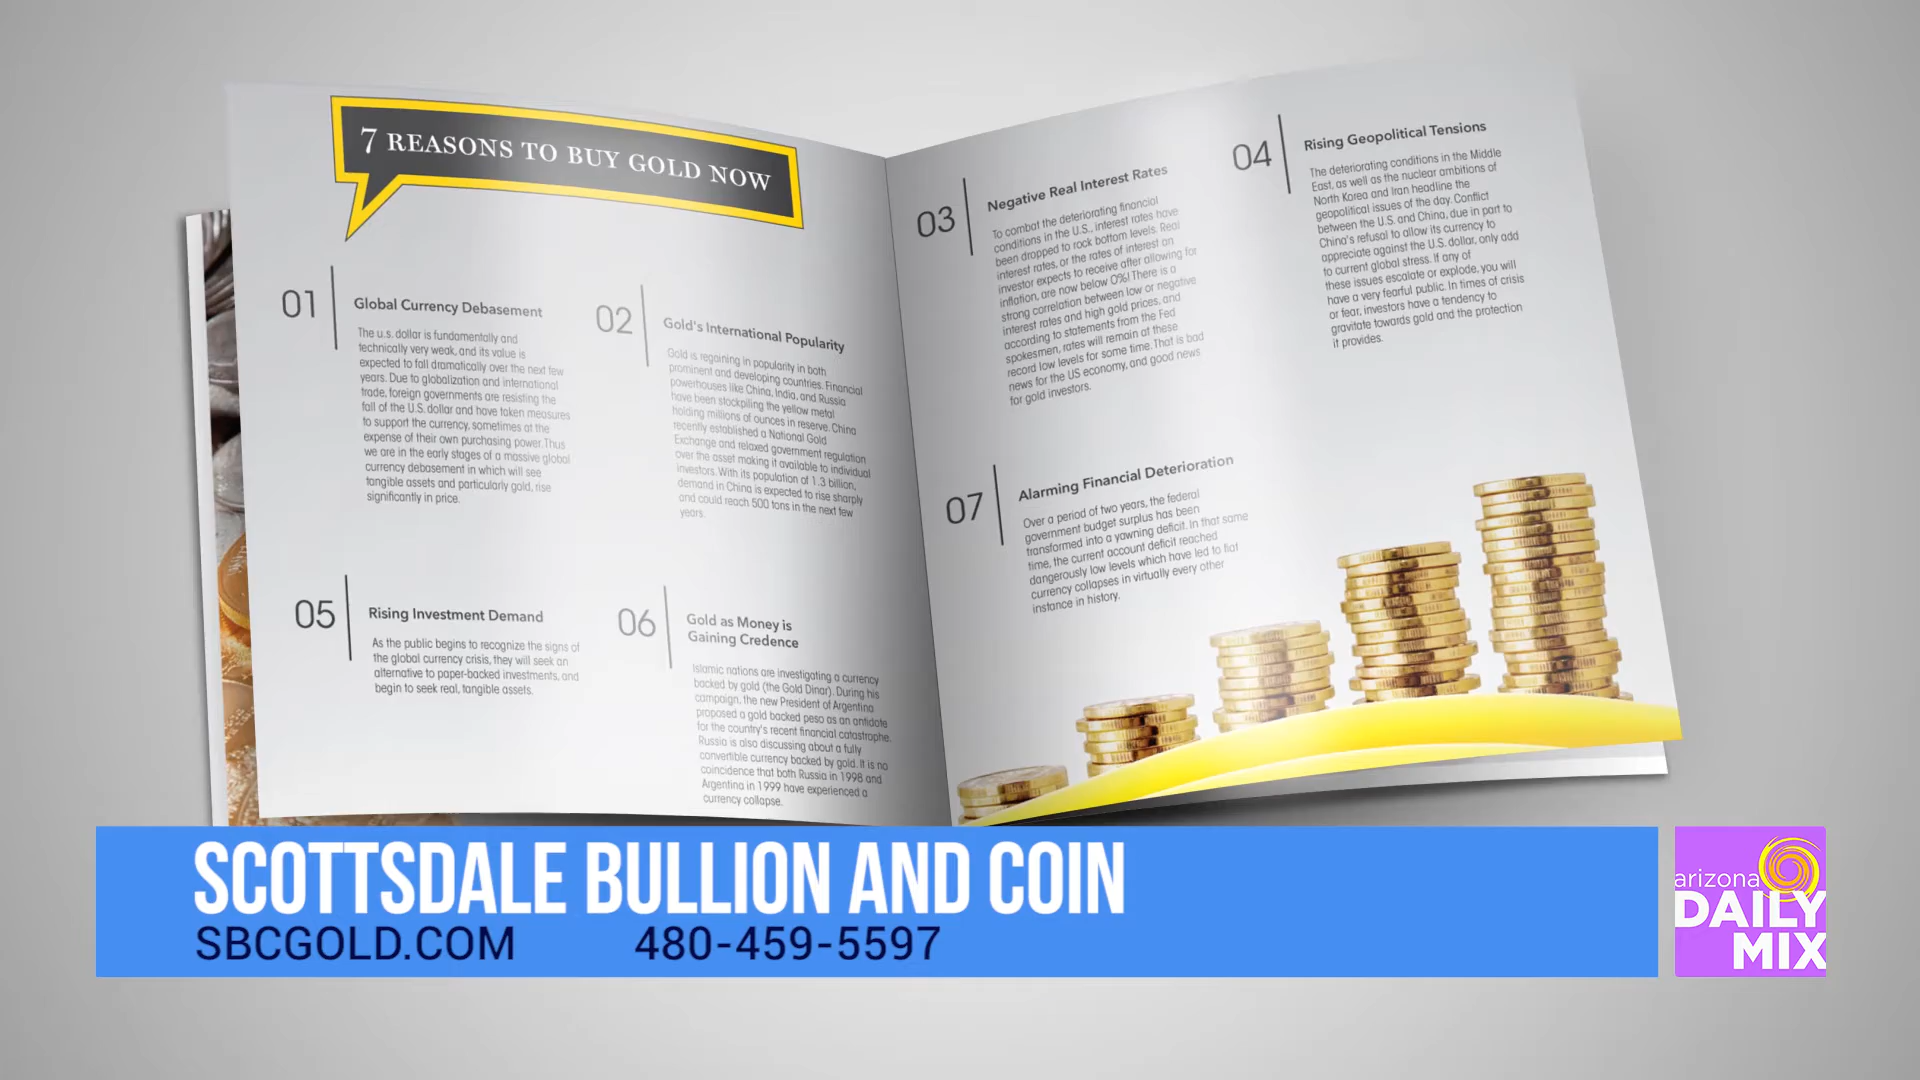 7 REASONS TO BUY GOLD NOW
01
Global Currency Debasement
The u.s. dollar is fundamentally and
technically very weak, and its value is
expected to fall dramatically over the next few
years. Due to globalization and international
trade, foreign governments are resisting the
fall of the U.S. dollar and have taken measures
to support the currency, sometimes at the
expense of their own purchasing power. Thus
we are in the early stages of a massive global
currency debasement in which will see
tangible assets and particularly gold, rise
significantly in price.
02
Gold's International Popularity
Gold is regaining in popularity in both
prominent and developing countries. Financial
powerhouses like China, India, and Russia
have been stockpiling the yellow metal
holding millions of ounces in reserve. China
recently established a National Gold
Exchange and relaxed government regulation
over the asset making it available to individual
investors. With its population of 1.3 billion,
demand in China is expected to rise sharply
and could reach 500 tons in the next few
years.
03
Negative Real Interest Rates
To combat the deteriorating financial
conditions in the U.S., interest rates have
been dropped to rock bottom levels. Real
interest rates, or the rates of interest an
investor expects to receive after allowing for
inflation, are now below 0%! There is a
strong correlation between low or negative
interest rates and high gold prices, and
according to statements from the Fed
spokesmen, rates will remain at these
record low levels for some time. That is bad
news for the US economy, and good news
for gold investors.
04
Rising Geopolitical Tensions
The deteriorating conditions in the Middle
East, as well as the nuclear ambitions of
North Korea and Iran headline the
geopolitical issues of the day. Conflict
between the U.S. and China, due in part to
China's refusal to allow its currency to
appreciate against the U.S. dollar, only add
to current global stress. If any of
these issues escalate or explode, you will
have a very fearful public. In times of crisis
or fear, investors have a tendency to
gravitate towards gold and the protection
it provides.
05
Rising Investment Demand
As the public begins to recognize the signs of
the global currency crisis, they will seek an
alternative to paper-backed investments, and
begin to seek real, tangible assets.
06
Gold as Money is
Gaining Credence
Islamic nations are investigating a currency
backed by gold (the Gold Dinar). During his
campaign, the new President of Argentina
proposed a gold backed peso as an antidote
for the country's recent financial catastrophe.
Russia is also discussing about a fully
convertible currency backed by gold. It is no
coincidence that both Russia in 1998 and
Argentina in 1999 have experienced a
currency collapse.
07
Alarming Financial Deterioration
Over a period of two years, the federal
government budget surplus has been
transformed into a yawning deficit. In that same
time, the current account deficit reached
dangerously low levels which have led to fiat
currency collapses in virtually every other
instance in history.
SCOTTSDALE BULLION AND COIN
SBCGOLD.COM 480-459-5597
arizona
DAILY
MIX